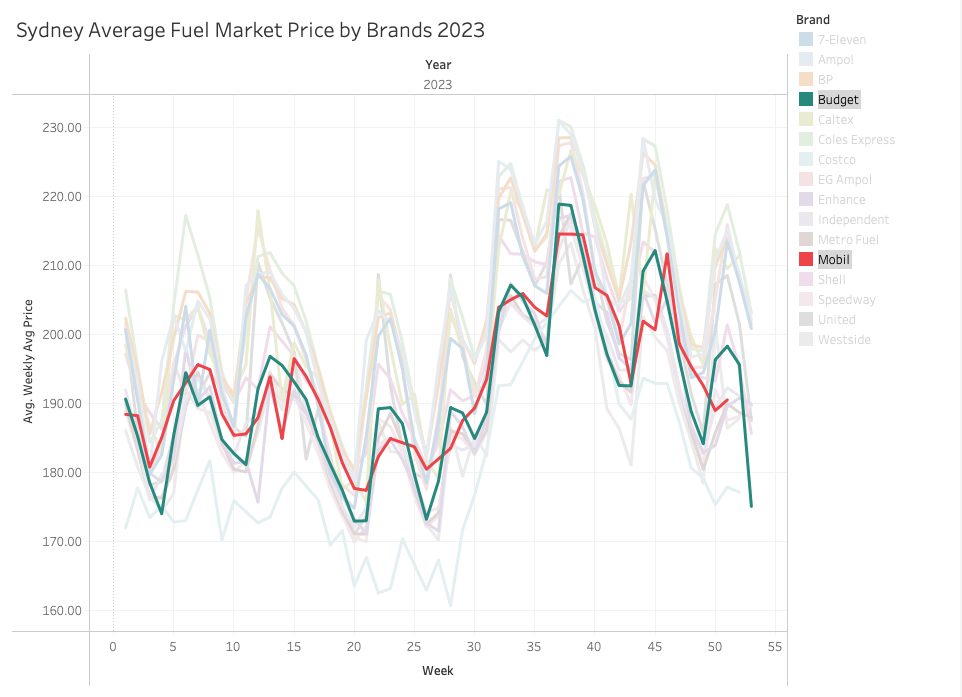 Sydney Average Fuel Market Price by Brands 2023
Year
2023
Avg. Weekly Avg Price
230.00
220.00
210.00
200.00
190.00
180.00
170.00
160.00
0 5 10 15 20 25 30 35 40 45 50 55
Week
Brand
7-Eleven
Ampol
BP
Budget
Caltex
Coles Express
Costco
EG Ampol
Enhance
Independent
Metro Fuel
Mobil
Shell
Speedway
United
Westside